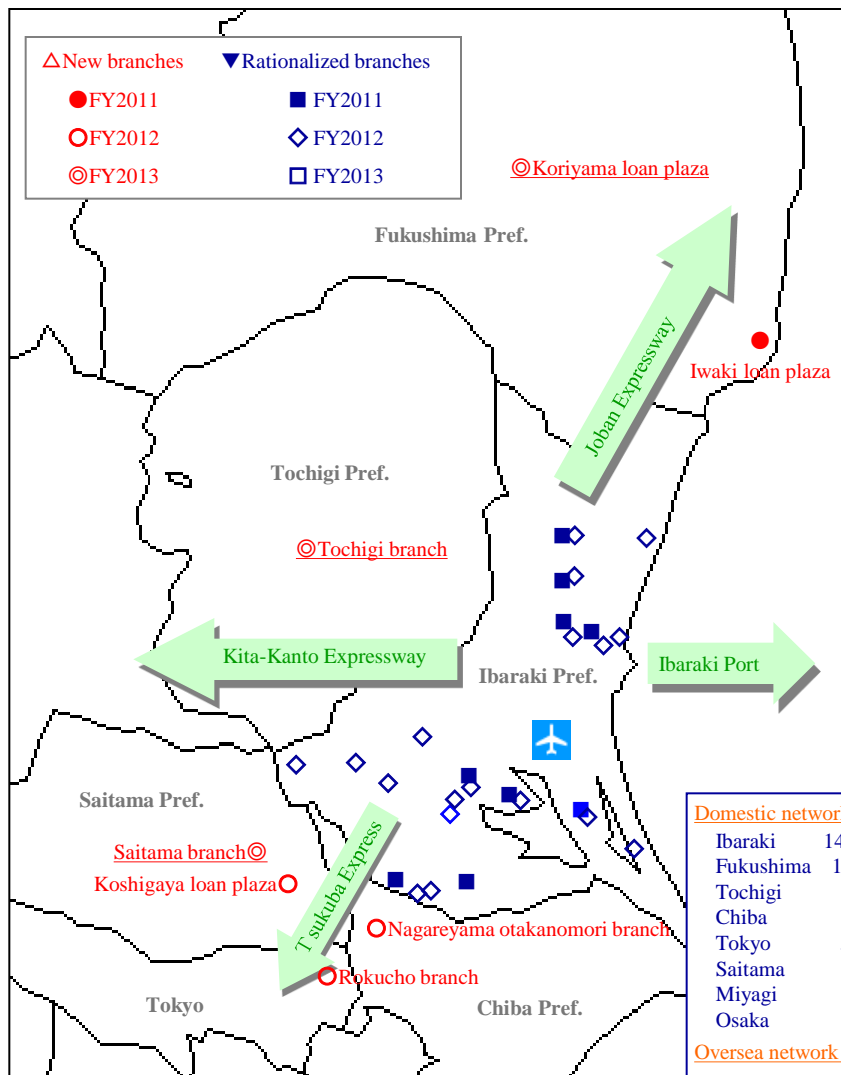 △New branches ▼Rationalized branches
●FY2011 ■ FY2011
○FY2012 ◇ FY2012
◎FY2013 □ FY2013
◎Koriyama loan plaza
Fukushima Pref.
Joban Expressway
Iwaki loan plaza
Tochigi Pref.
◎Tochigi branch
Kita-Kanto Expressway
Ibaraki Pref.
Ibaraki Port
Saitama Pref.
Saitama branch◎
Koshigaya loan plaza
T sukuba Express
Nagareyama otakanomori branch
Rokucho branch
Tokyo
Chiba Pref.
Domestic network
Ibaraki 14
Fukushima 1
Tochigi
Chiba
Tokyo
Saitama
Miyagi
Osaka
Oversea network